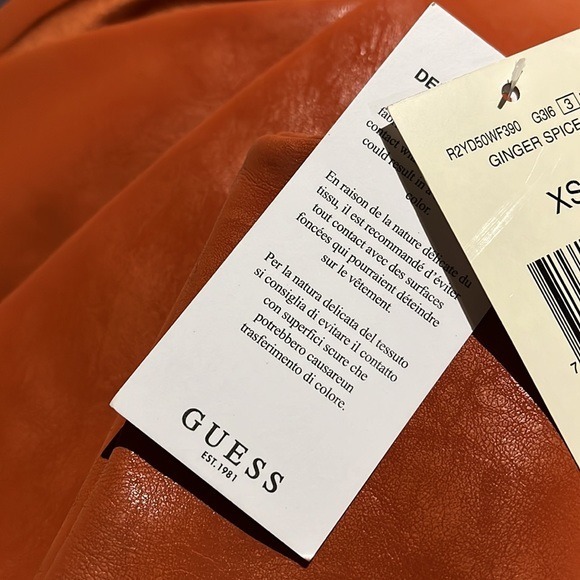 DE
fab
contact wi
could result in
color.
En raison de la nature délicate du
tissu, il est recommandé d'éviter
tout contact avec des surfaces
foncées qui pourraient déteindre
sur le vêtement.
Per la natura delicata del tessuto
si consiglia di evitare il contatto
con superfici scure che
potrebbero causareun
trasferimento di colore.
GUESS
EST. 1981
R2YD50WF390 G3I6 3
GINGER SPICE
XS
7